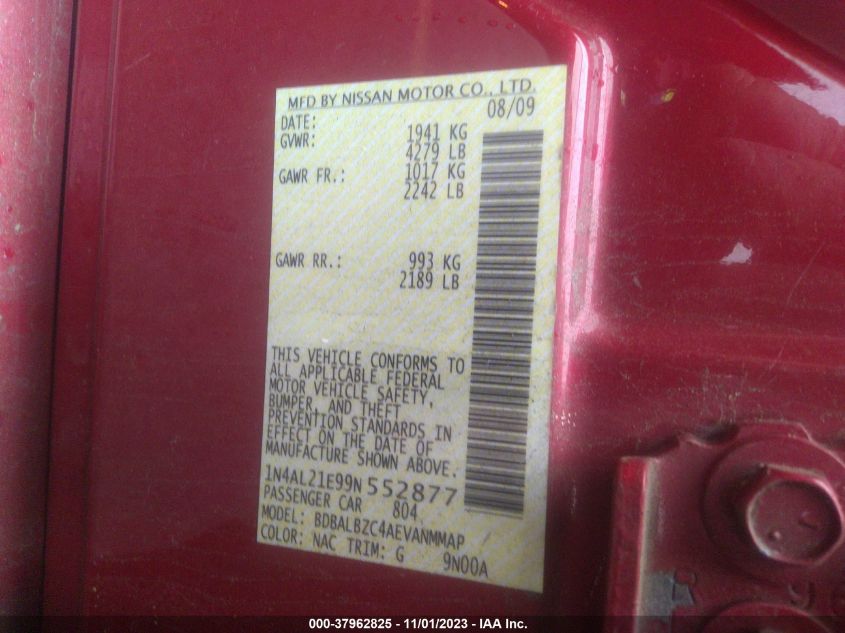 MFD BY NISSAN MOTOR CO., LTD.
DATE: 08/09
GVWR: 1941 KG
4279 LB
GAWR FR.: 1017 KG
2242 LB
GAWR RR.: 993 KG
2189 LB
THIS VEHICLE CONFORMS TO
ALL APPLICABLE FEDERAL
MOTOR VEHICLE SAFETY,
BUMPER, AND THEFT
PREVENTION STANDARDS IN
EFFECT ON THE DATE OF
MANUFACTURE SHOWN ABOVE.
1N4AL21E99N552877
PASSENGER CAR 804
MODEL: BDBALBZC4AEVANMMAP
COLOR: NAC TRIM: G 9N00A
000-37962825 - 11/01/2023 - IAA Inc.